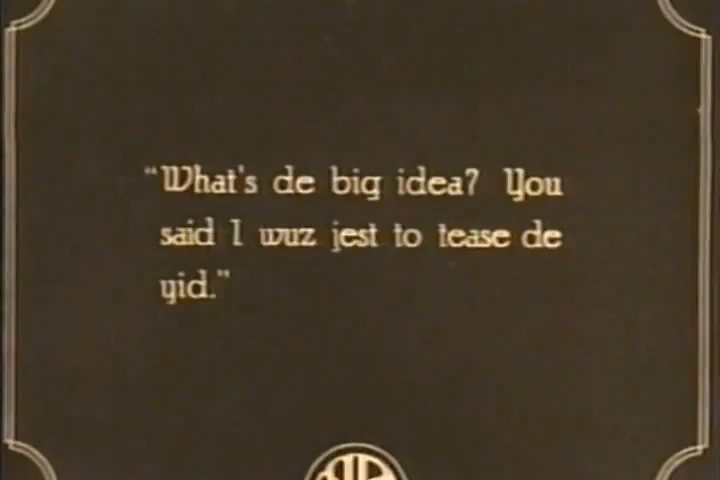 “What's de big idea? You
said I wuz jest to tease de
yid.”